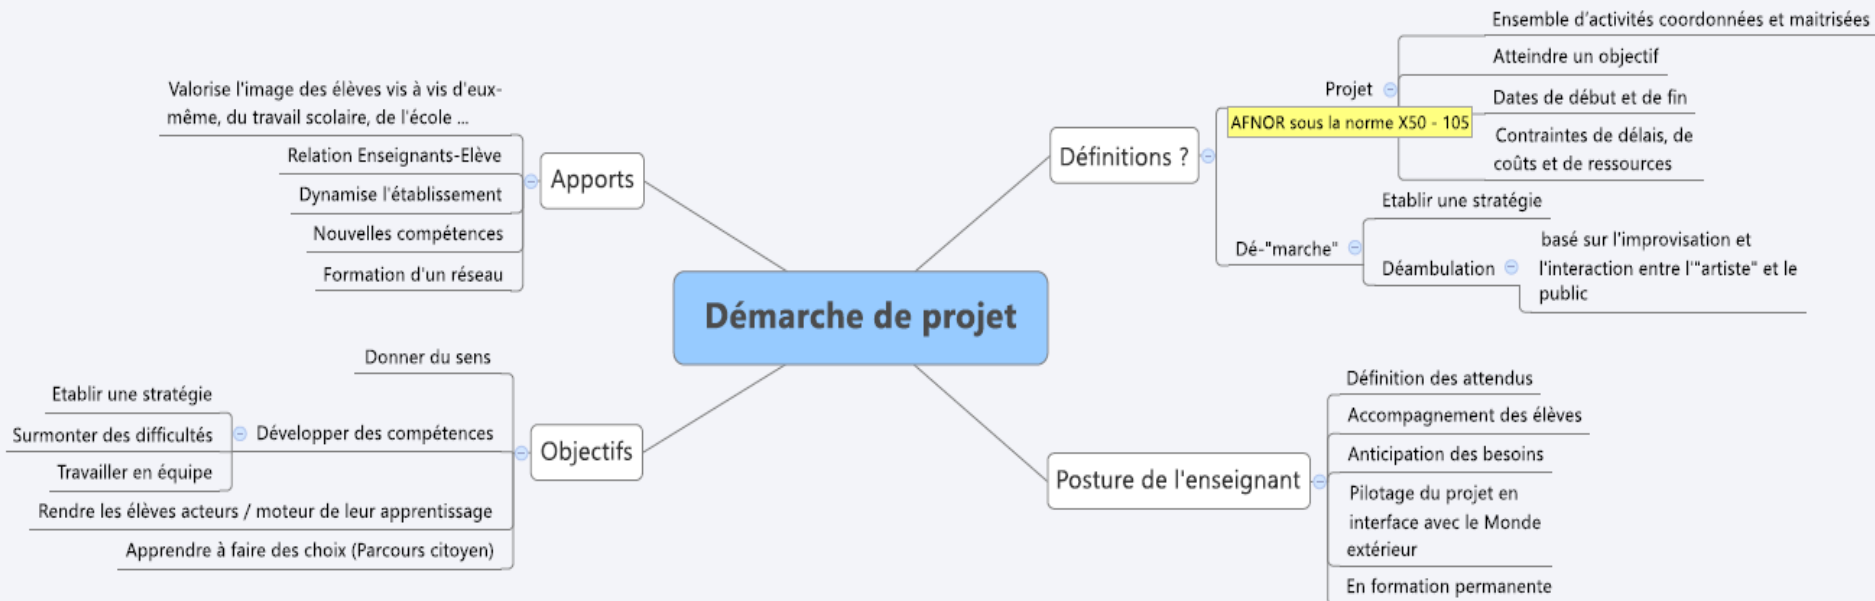 Démarche de projet
Définitions ?
Projet
AFNOR sous la norme X50 - 105
Ensemble d'activités coordonnées et maitrisées
Atteindre un objectif
Dates de début et de fin
Contraintes de délais, de
coûts et de ressources
Dé-"marche"
Etablir une stratégie
Déambulation
basé sur l'improvisation et
l'interaction entre l'"artiste" et le
public
Posture de l'enseignant
Définition des attendus
Accompagnement des élèves
Anticipation des besoins
Pilotage du projet en
interface avec le Monde
extérieur
En formation permanente
Apports
Valorise l'image des élèves vis à vis d'eux-
même, du travail scolaire, de l'école ...
Relation Enseignants-Elève
Dynamise l'établissement
Nouvelles compétences
Formation d'un réseau
Objectifs
Donner du sens
Développer des compétences
Etablir une stratégie
Surmonter des difficultés
Travailler en équipe
Rendre les élèves acteurs / moteur de leur apprentissage
Apprendre à faire des choix (Parcours citoyen)